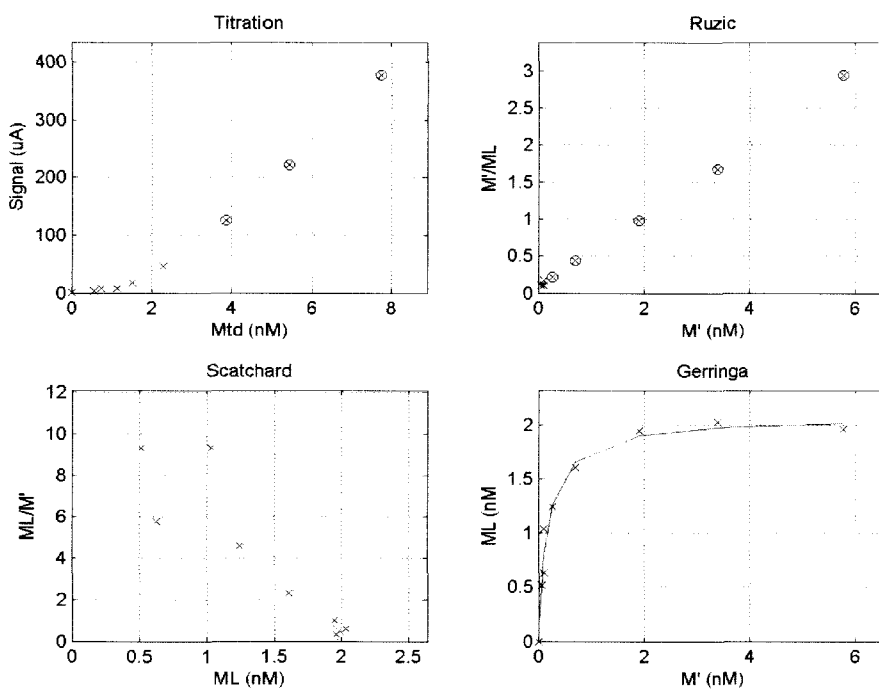 Titration
400
300
200
100
0
Signal (uA)
0 2 4 6 8
Mtd (nM)
Ruzic
3
2.5
2
1.5
1
0.5
0
M'/ML
0 2 4 6
M' (nM)
Scatchard
12
10
8
6
4
2
0
ML/M'
0 0.5 1 1.5 2 2.5
ML (nM)
Gerringa
2
1.5
1
0.5
0
ML (nM
0 2 4 6
M' (nM)